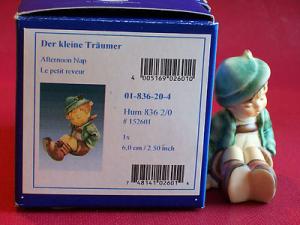 Der kleine Träumer
Afternoon Nap
Le petit reveur
4 005169 026010
01-836-20-4
Hum 836 2/0
# 152601
1x
6,0 cm / 2.50 inch
7 48141 02601 4